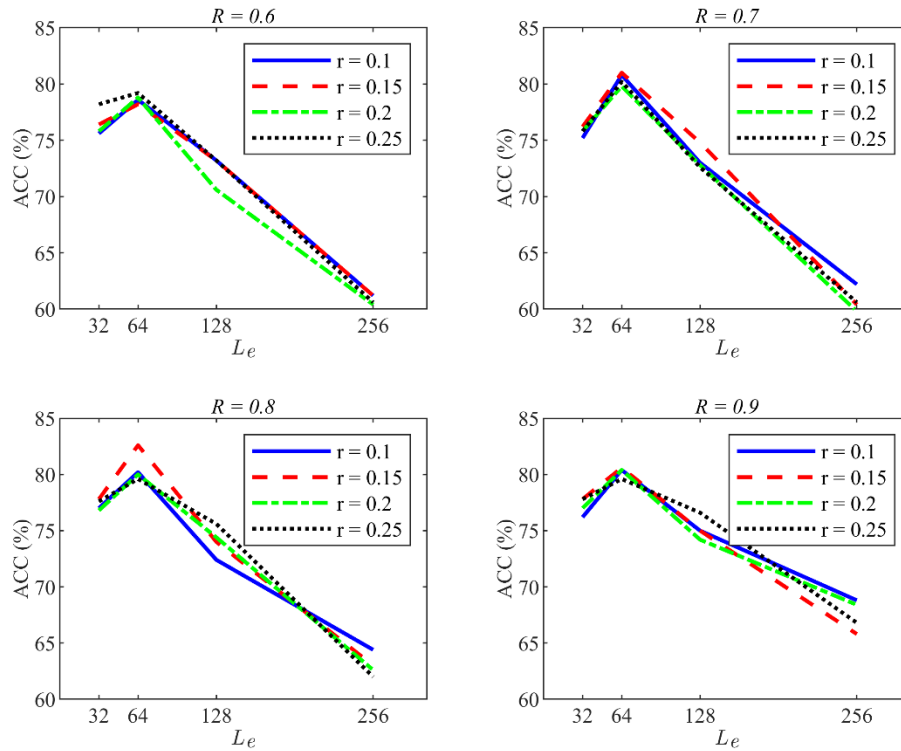 R = 0.6
85
80
75
70
65
60
ACC (%)
32 64 128 256
L_e
r = 0.1
r = 0.15
r = 0.2
r = 0.25
R = 0.7
85
80
75
70
65
60
ACC (%)
32 64 128 256
L_e
r = 0.1
r = 0.15
r = 0.2
r = 0.25
R = 0.8
85
80
75
70
65
60
ACC (%)
32 64 128 256
L_e
r = 0.1
r = 0.15
r = 0.2
r = 0.25
R = 0.9
85
80
75
70
65
60
ACC (%)
32 64 128 256
L_e
r = 0.1
r = 0.15
r = 0.2
r = 0.25